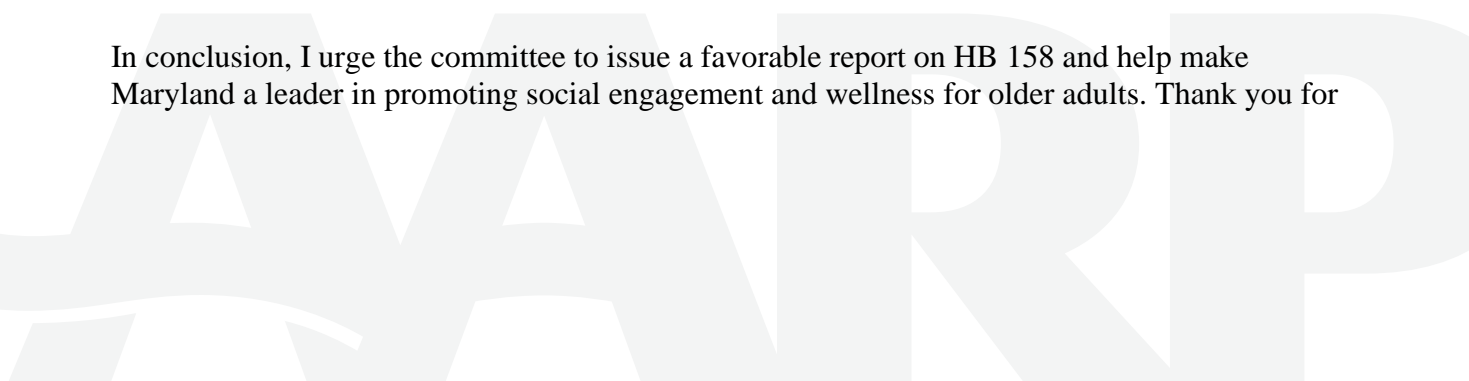 In conclusion, I urge the committee to issue a favorable report on HB 158 and help make
Maryland a leader in promoting social engagement and wellness for older adults. Thank you for
AARP